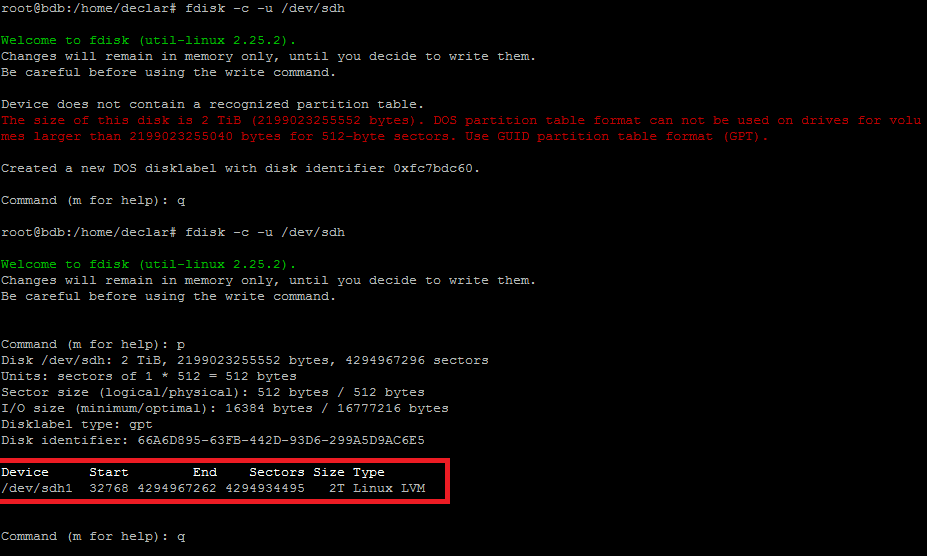 root@bdb:/home/declar# fdisk -c -u /dev/sdh
Welcome to fdisk (util-linux 2.25.2).
Changes will remain in memory only, until you decide to write them.
Be careful before using the write command.
Device does not contain a recognized partition table.
The size of this disk is 2 TiB (2199023255552 bytes). DOS partition table format can not be used on drives for volu
mes larger than 2199023255040 bytes for 512-byte sectors. Use GUID partition table format (GPT).
Created a new DOS disklabel with disk identifier 0xfc7bdc60.
Command (m for help): q
root@bdb:/home/declar# fdisk -c -u /dev/sdh
Welcome to fdisk (util-linux 2.25.2).
Changes will remain in memory only, until you decide to write them.
Be careful before using the write command.
Command (m for help): p
Disk /dev/sdh: 2 TiB, 2199023255552 bytes, 4294967296 sectors
Units: sectors of 1 * 512 = 512 bytes
Sector size (logical/physical): 512 bytes / 512 bytes
I/O size (minimum/optimal): 16384 bytes / 16777216 bytes
Disklabel type: gpt
Disk identifier: 66A6D895-63FB-442D-93D6-299A5D9AC6E5
Device     Start        End    Sectors Size Type
/dev/sdh1  32768 4294967262 4294934495   2T Linux LVM
Command (m for help): q